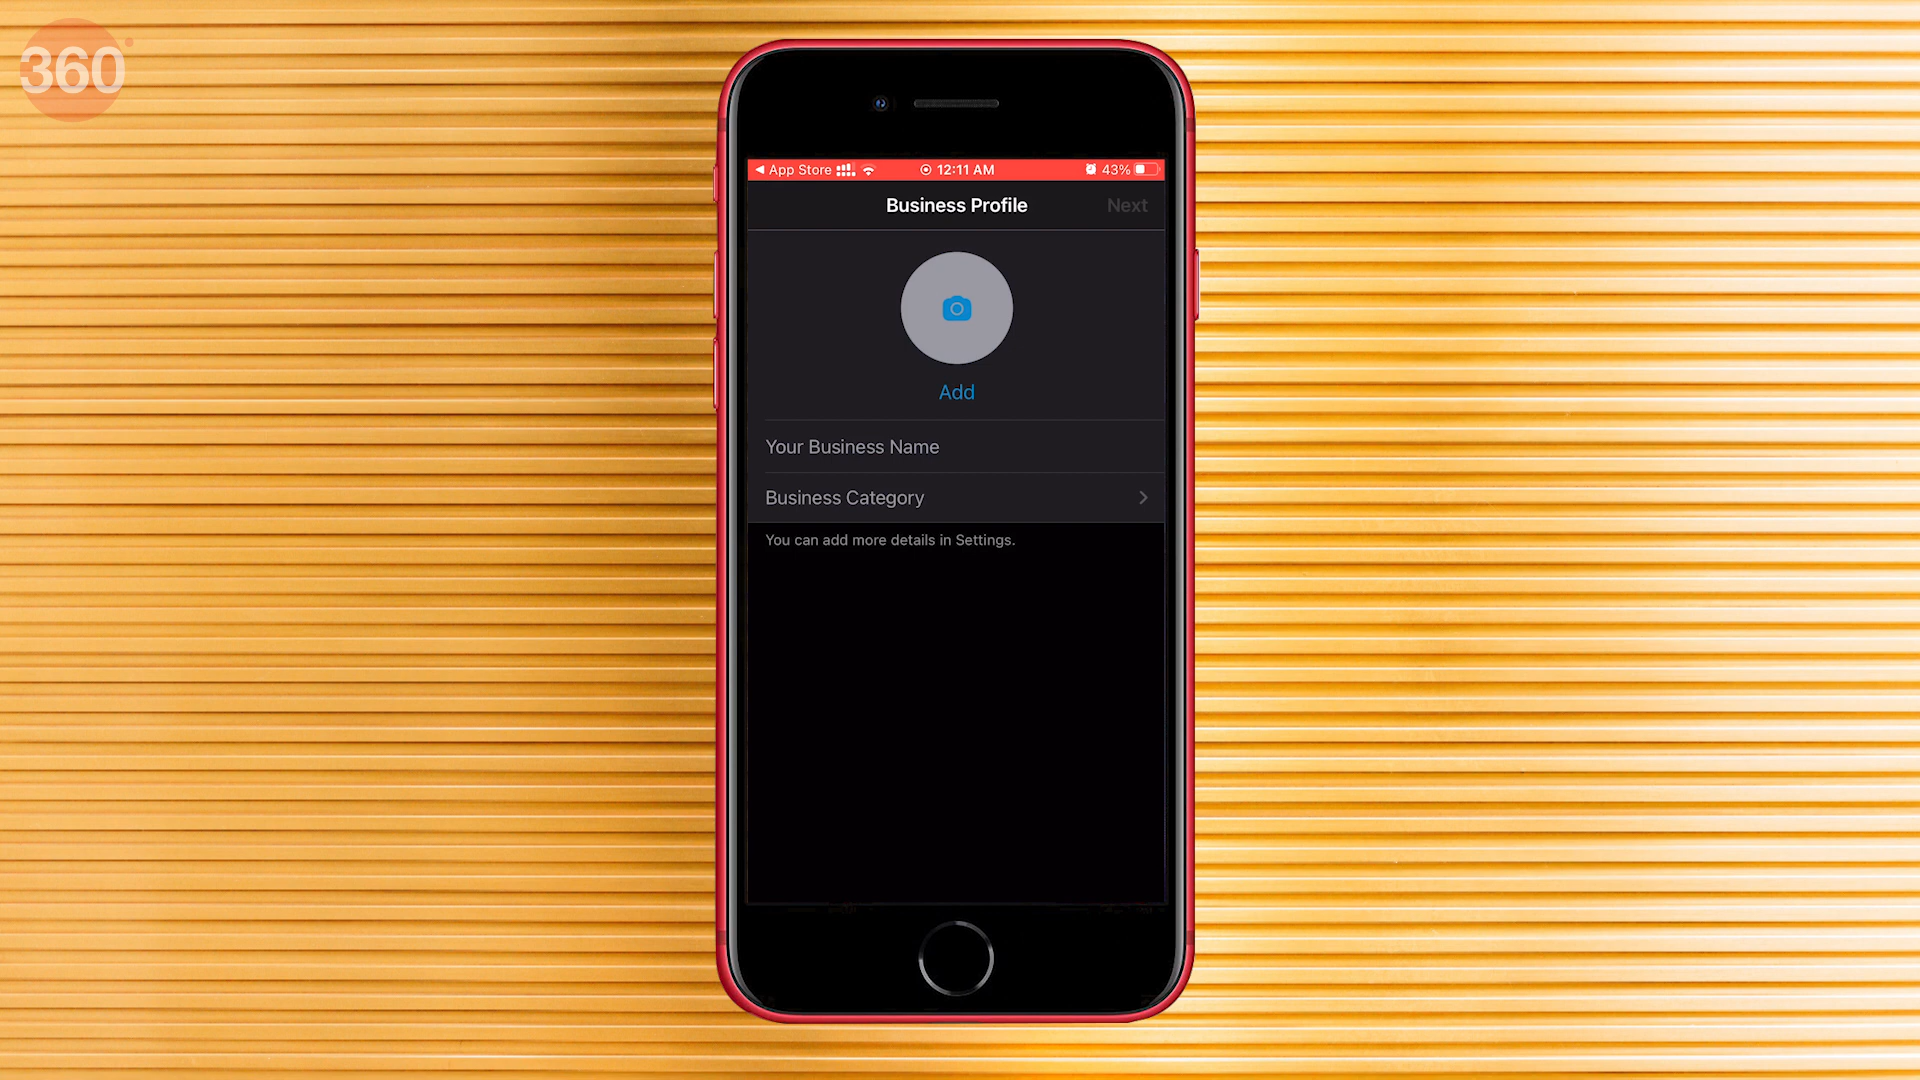 360
App Store 12:11 AM 43%
Business Profile Next
Add
Your Business Name
Business Category
You can add more details in Settings.